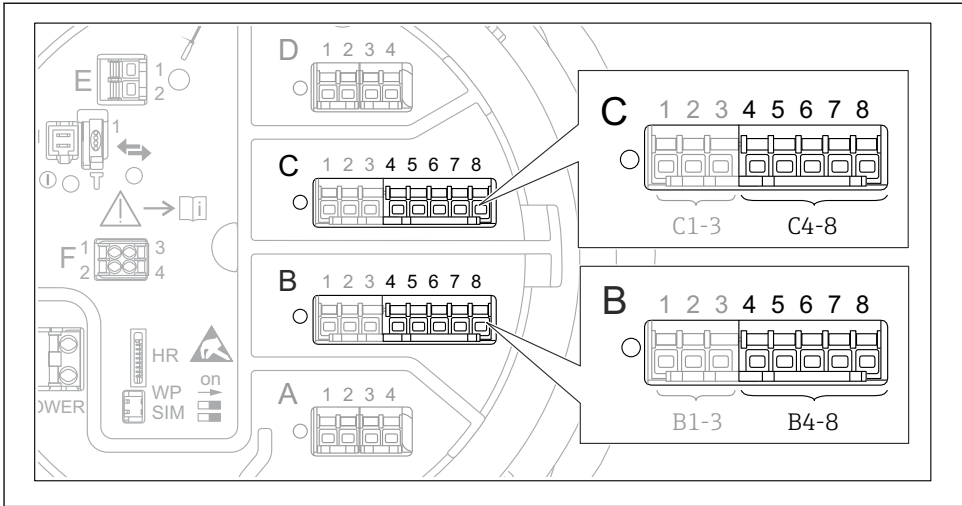 D 1 2 3 4
E 1
2
1
C 1 2 3 4 5 6 7 8
i
F 1 3
2 4
B 1 2 3 4 5 6 7 8
HR
WP on
SIM
OWER
A 1 2 3 4
C 1 2 3 4 5 6 7 8
C1-3 C4-8
B 1 2 3 4 5 6 7 8
B1-3 B4-8